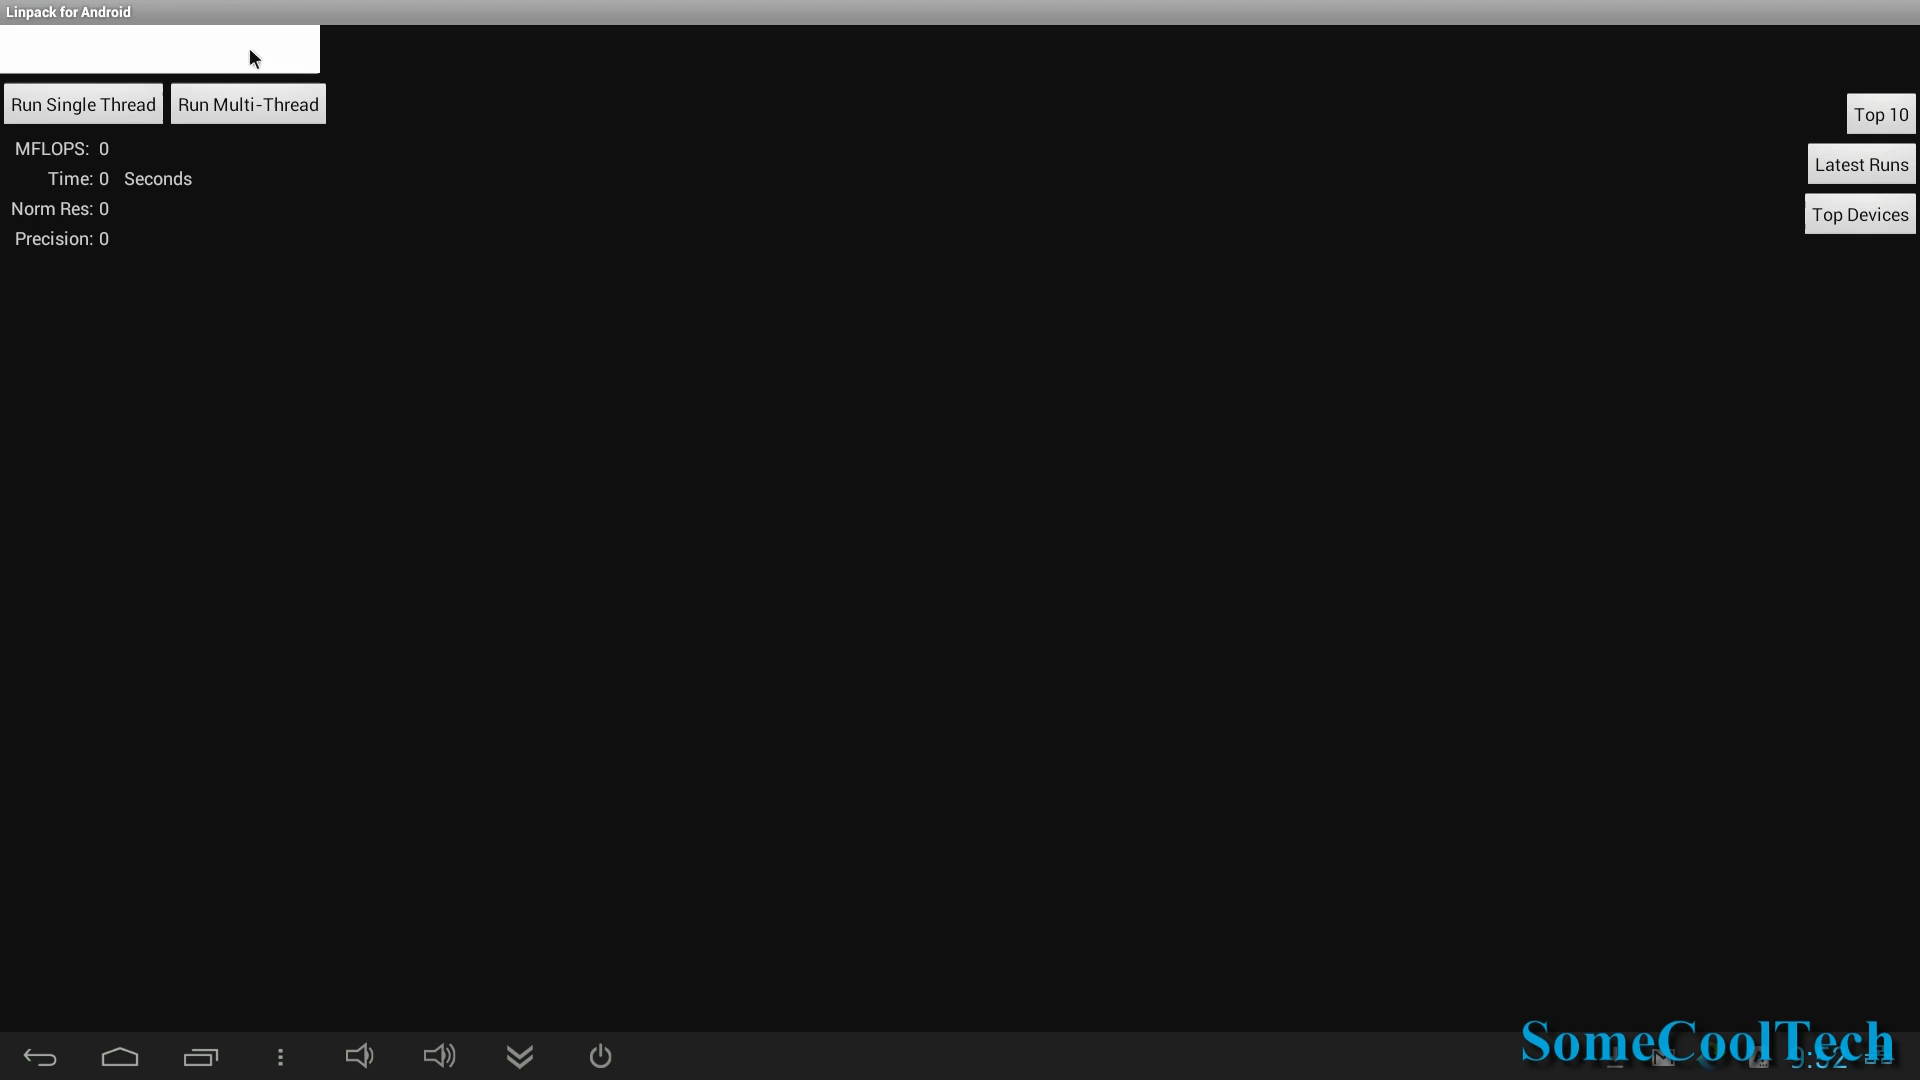 Linpack for Android
Run Single Thread Run Multi-Thread
Top 10
MFLOPS: 0
Latest Runs
Time: 0 Seconds
Norm Res: 0
Top Devices
Precision: 0
SomeCoolTech